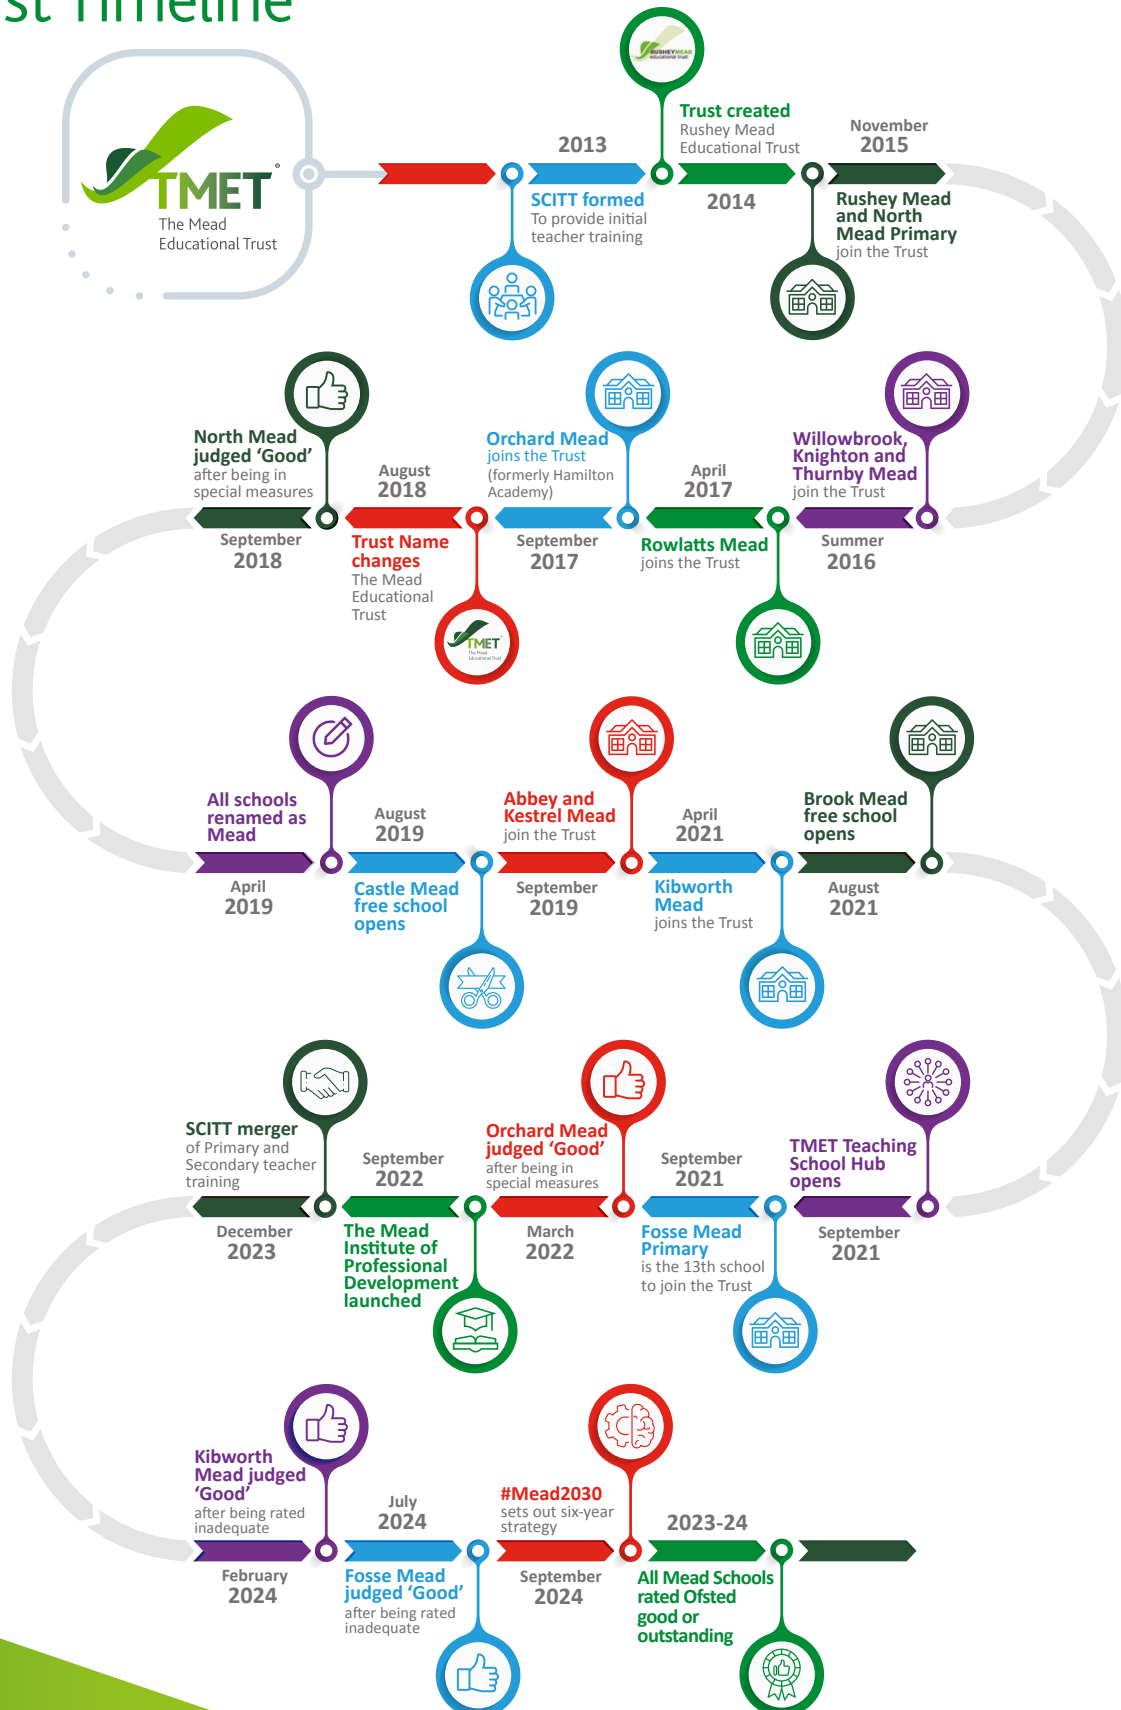 st Timeline
TMET
The Mead
Educational Trust
RUSHEYMEAD
educational trust
2013
SCITT formed
To provide initial
teacher training
Trust created
Rushey Mead
Educational Trust
2014
November
2015
Rushey Mead
and North
Mead Primary
join the Trust
Willowbrook,
Knighton and
Thurnby Mead
join the Trust
Summer
2016
April
2017
Rowlatts Mead
joins the Trust
Orchard Mead
joins the Trust
(formerly Hamilton
Academy)
September
2017
August
2018
Trust Name
changes
The Mead
Educational
Trust
TMET
The Mead
Educational Trust
North Mead
judged ‘Good’
after being in
special measures
September
2018
All schools
renamed as
Mead
April
2019
August
2019
Castle Mead
free school
opens
Abbey and
Kestrel Mead
join the Trust
September
2019
April
2021
Kibworth
Mead
joins the Trust
Brook Mead
free school
opens
August
2021
TMET Teaching
School Hub
opens
September
2021
September
2021
Fosse Mead
Primary
is the 13th school
to join the Trust
Orchard Mead
judged ‘Good’
after being in
special measures
March
2022
September
2022
The Mead
Institute of
Professional
Development
launched
SCITT merger
of Primary and
Secondary teacher
training
December
2023
Kibworth
Mead judged
‘Good’
after being rated
inadequate
February
2024
July
2024
Fosse Mead
judged ‘Good’
after being rated
inadequate
#Mead2030
sets out six-year
strategy
September
2024
2023-24
All Mead Schools
rated Ofsted
good or
outstanding